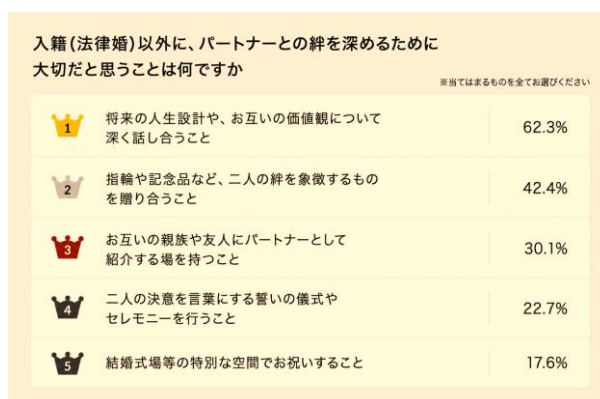 入籍(法律婚)以外に、パートナーとの絆を深めるために
大切だと思うことは何ですか
※当てはまるものを全てお選びください
1
将来の人生設計や、お互いの価値観について
深く話し合うこと
62.3%
2
指輪や記念品など、二人の絆を象徴するもの
を贈り合うこと
42.4%
3
お互いの親族や友人にパートナーとして
紹介する場を持つこと
30.1%
4
二人の決意を言葉にする誓いの儀式や
セレモニーを行うこと
22.7%
5
結婚式場等の特別な空間でお祝いすること
17.6%